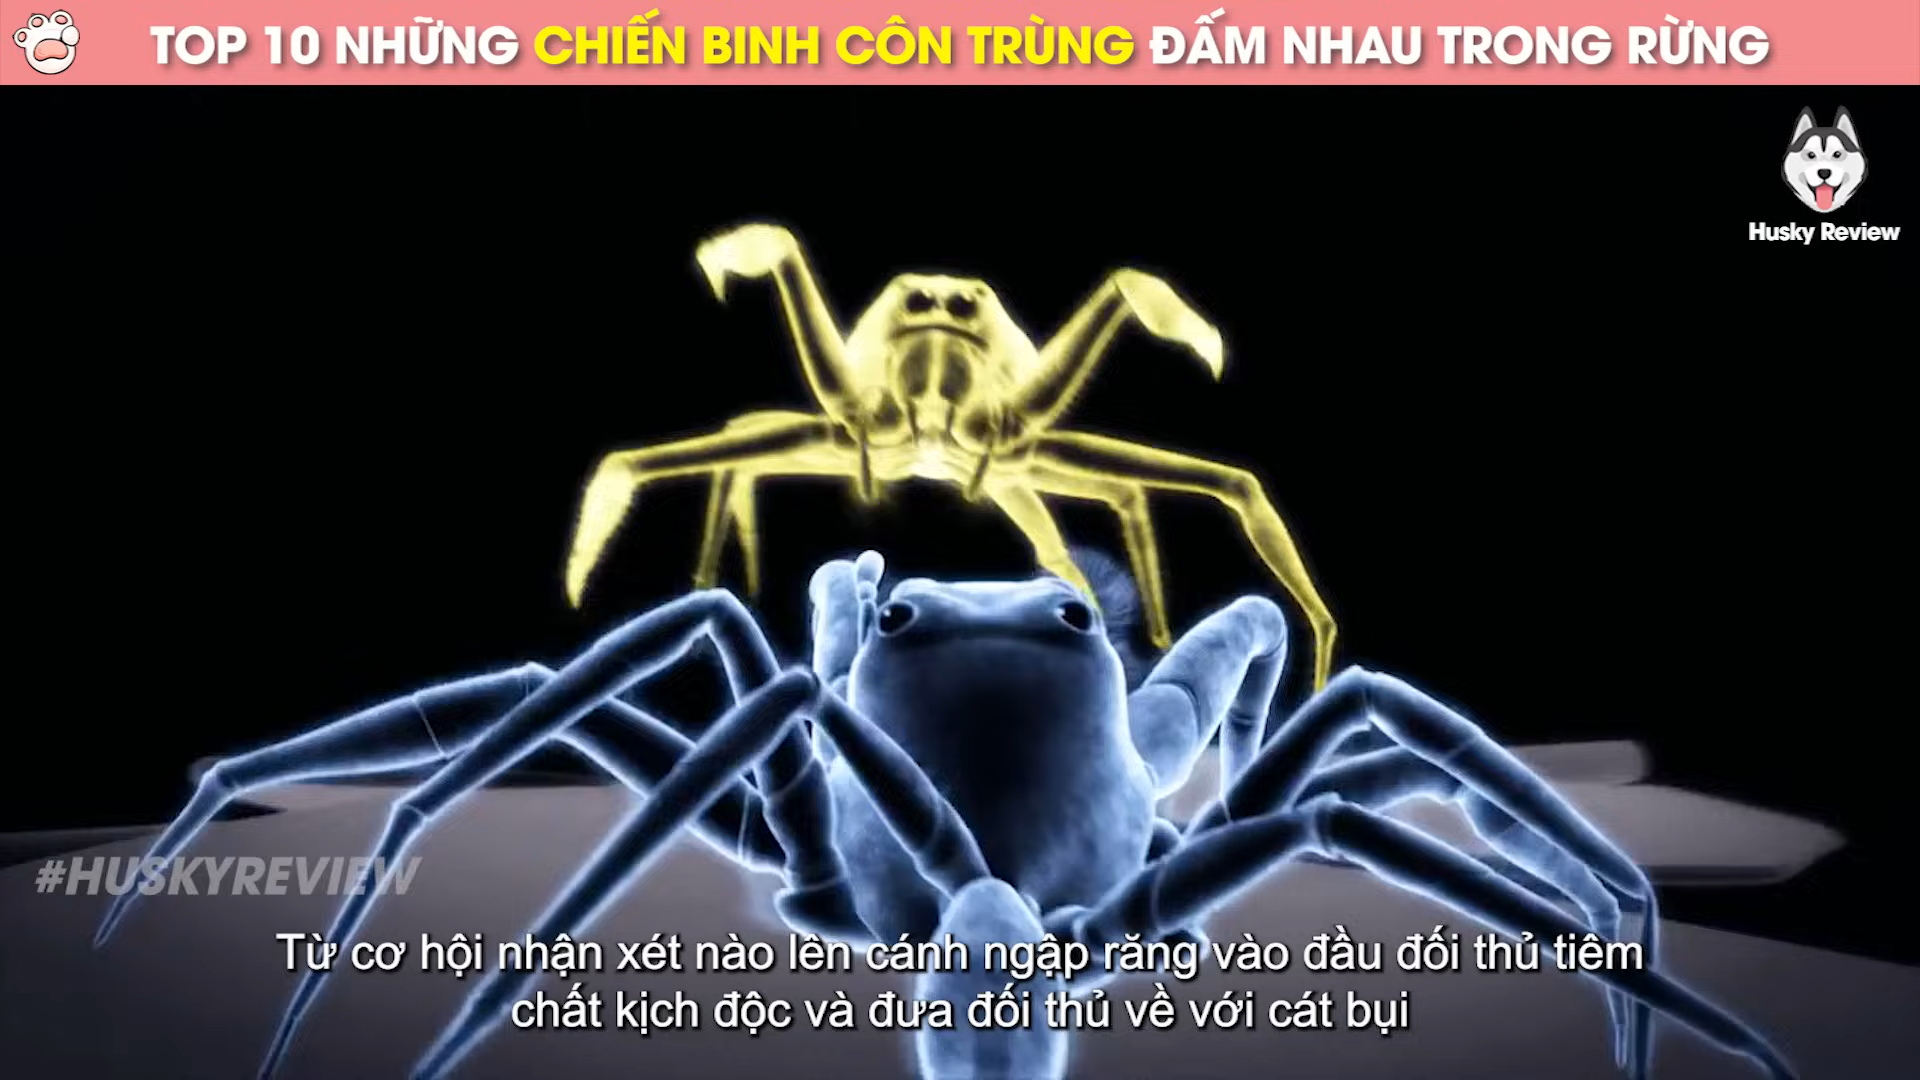 TOP 10 NHỮNG CHIẾN BINH CÔN TRÙNG ĐẤM NHAU TRONG RỪNG
Husky Review
#HUSKYREVIEW
Từ cơ hội nhận xét nào lên cánh ngập răng vào đầu đối thủ tiêm
chất kịch độc và đưa đối thủ về với cát bụi